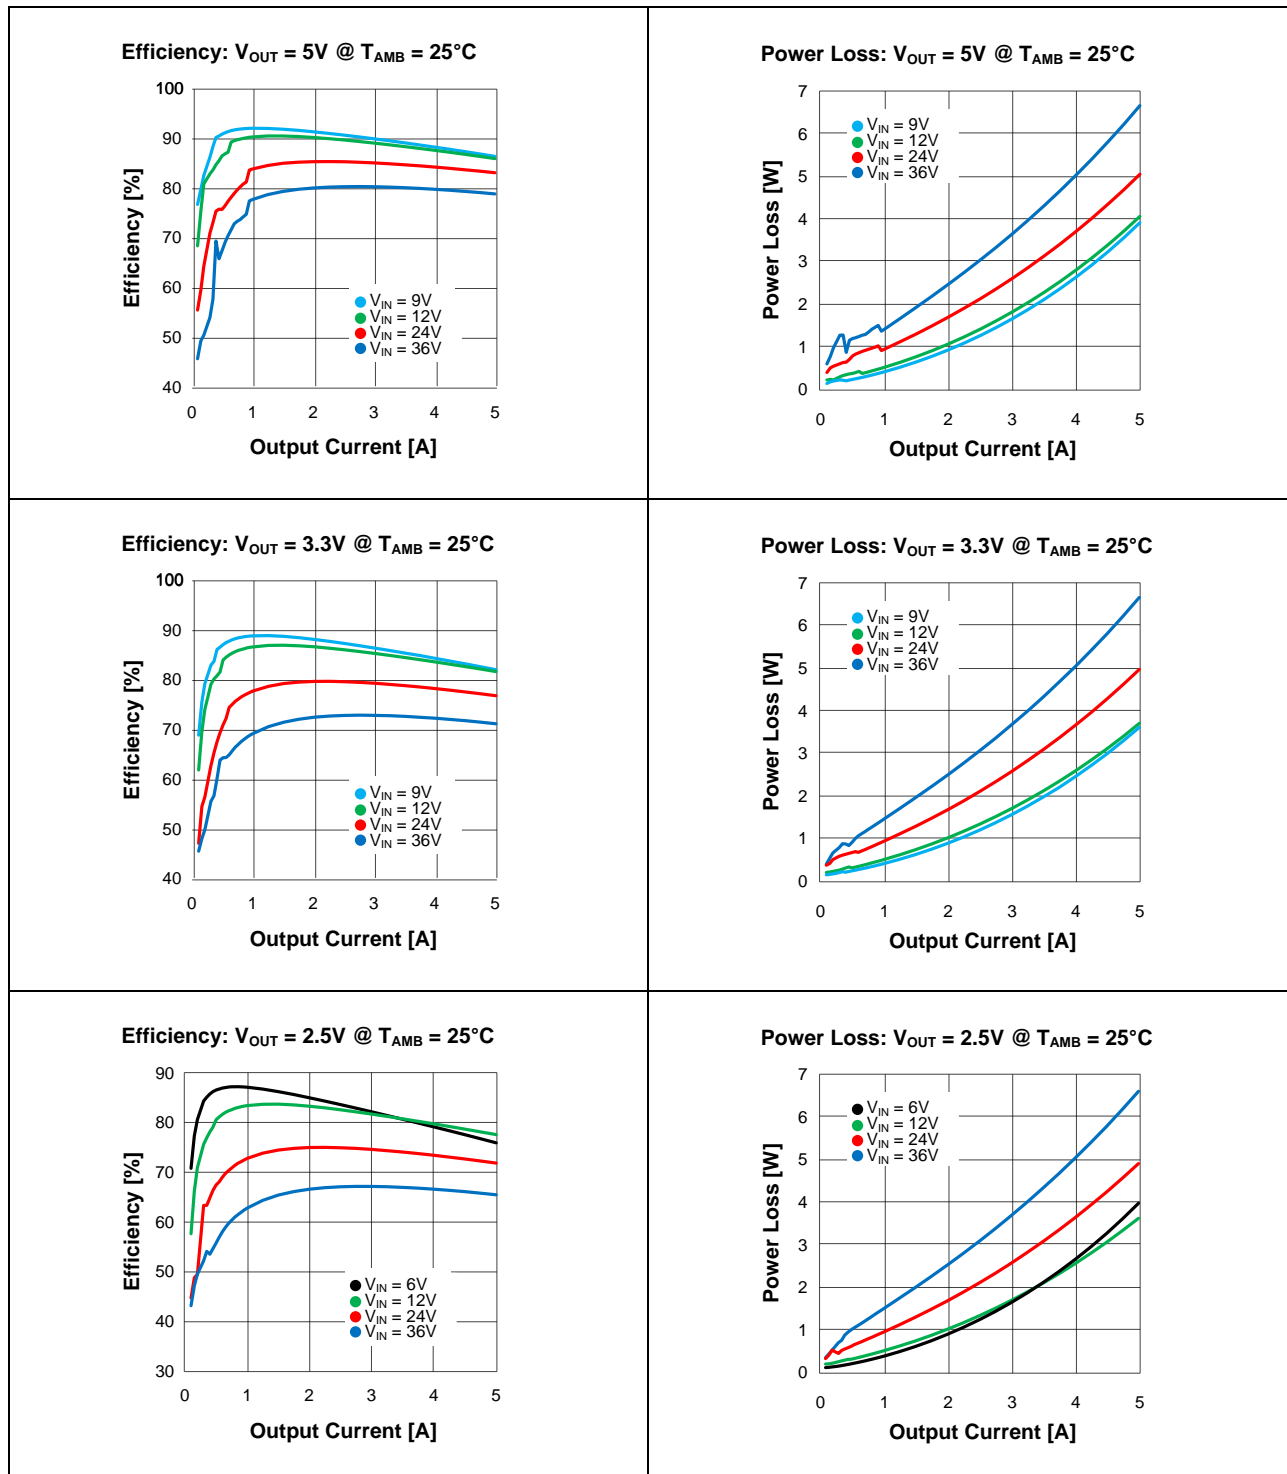 Efficiency: VOUT = 5V @ TAMB = 25°C
100
90
80
70
60
50
40
Efficiency [%]
VIN = 9V
VIN = 12V
VIN = 24V
VIN = 36V
0 1 2 3 4 5
Output Current [A]
Power Loss: VOUT = 5V @ TAMB = 25°C
7
6
5
4
3
2
1
0
Power Loss [W]
VIN = 9V
VIN = 12V
VIN = 24V
VIN = 36V
0 1 2 3 4 5
Output Current [A]
Efficiency: VOUT = 3.3V @ TAMB = 25°C
100
90
80
70
60
50
40
Efficiency [%]
VIN = 9V
VIN = 12V
VIN = 24V
VIN = 36V
0 1 2 3 4 5
Output Current [A]
Power Loss: VOUT = 3.3V @ TAMB = 25°C
7
6
5
4
3
2
1
0
Power Loss [W]
VIN = 9V
VIN = 12V
VIN = 24V
VIN = 36V
0 1 2 3 4 5
Output Current [A]
Efficiency: VOUT = 2.5V @ TAMB = 25°C
90
80
70
60
50
40
30
Efficiency [%]
VIN = 6V
VIN = 12V
VIN = 24V
VIN = 36V
0 1 2 3 4 5
Output Current [A]
Power Loss: VOUT = 2.5V @ TAMB = 25°C
7
6
5
4
3
2
1
0
Power Loss [W]
VIN = 6V
VIN = 12V
VIN = 24V
VIN = 36V
0 1 2 3 4 5
Output Current [A]